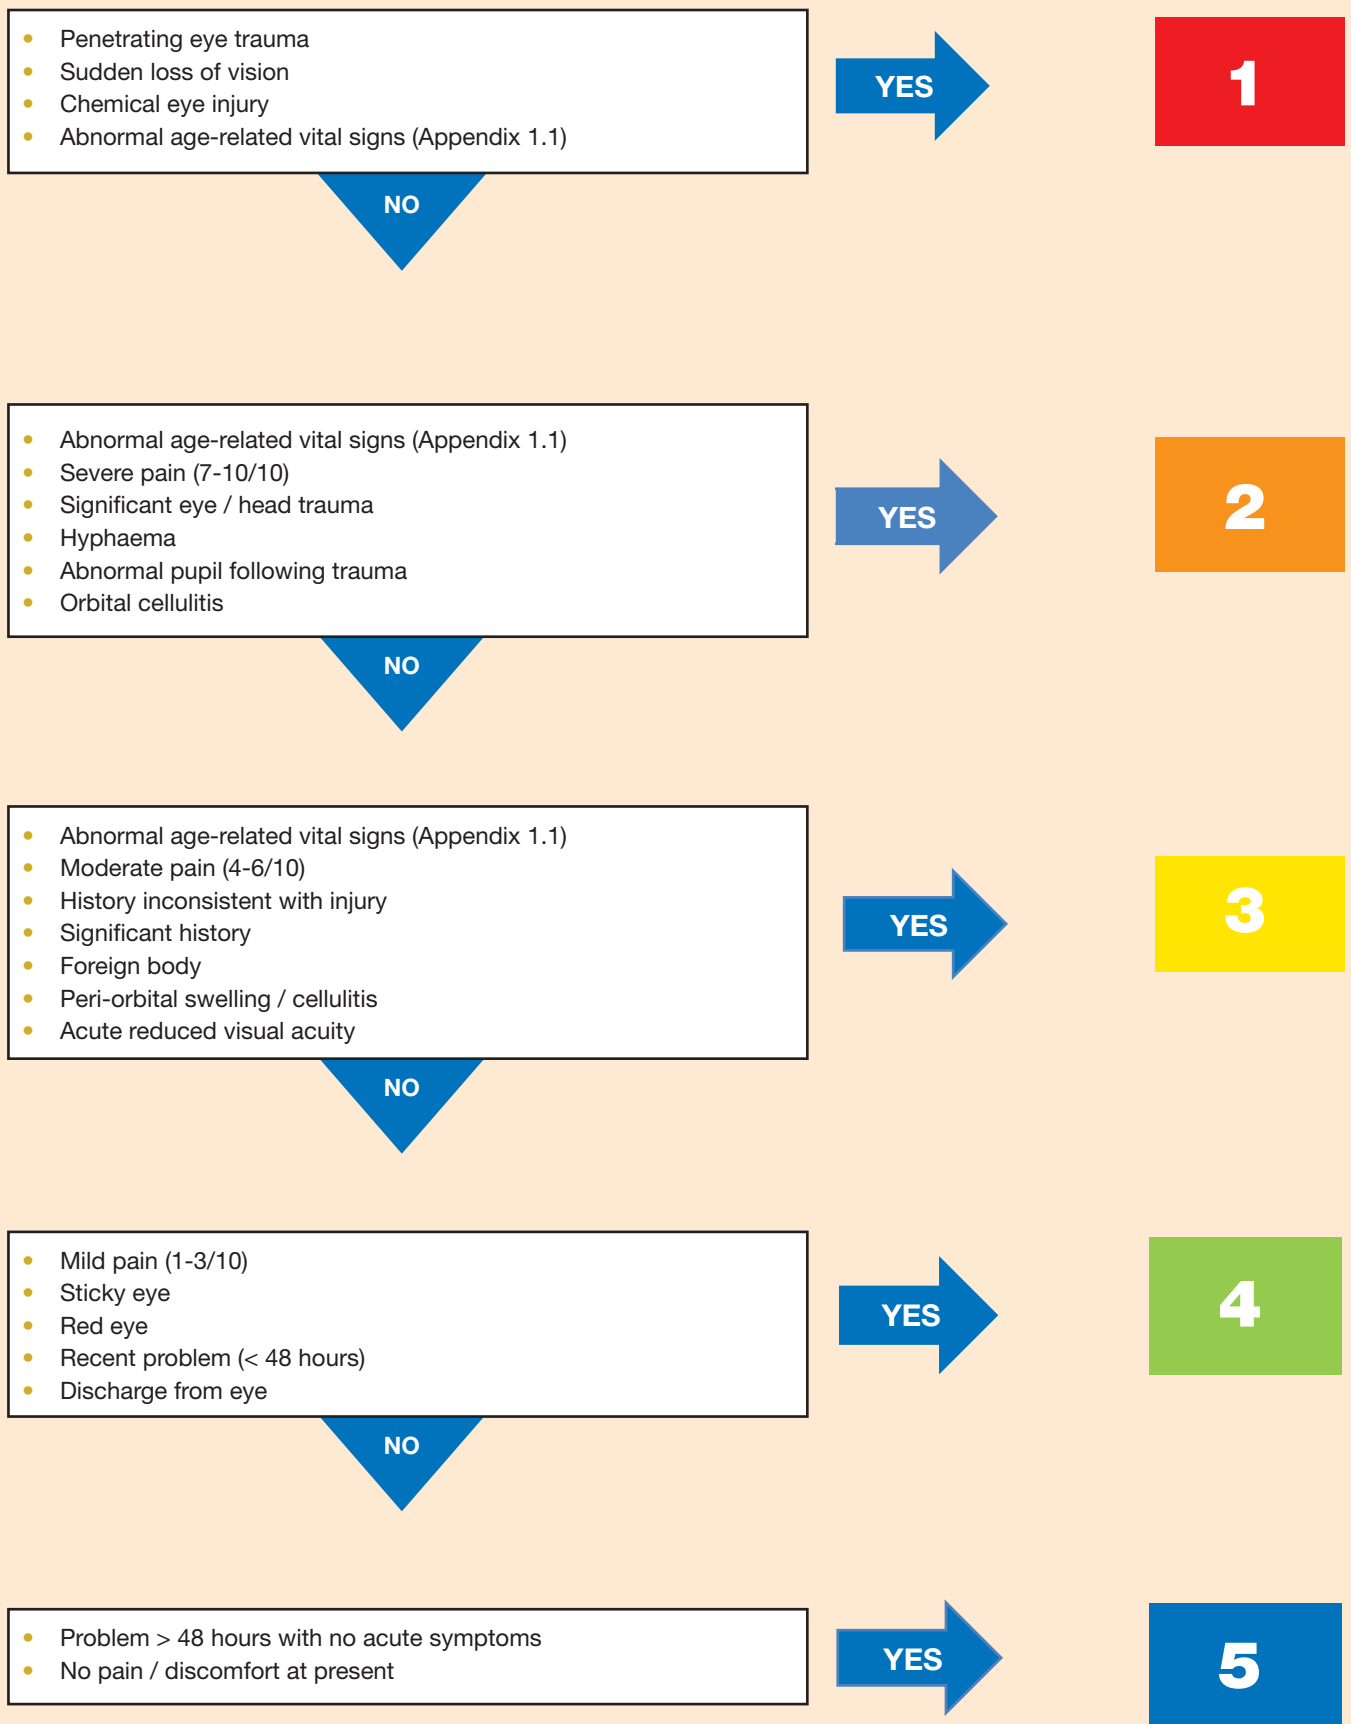 • Penetrating eye trauma
• Sudden loss of vision
• Chemical eye injury
• Abnormal age-related vital signs (Appendix 1.1)
YES
1
NO
• Abnormal age-related vital signs (Appendix 1.1)
• Severe pain (7-10/10)
• Significant eye / head trauma
• Hyphaema
• Abnormal pupil following trauma
• Orbital cellulitis
YES
2
NO
• Abnormal age-related vital signs (Appendix 1.1)
• Moderate pain (4-6/10)
• History inconsistent with injury
• Significant history
• Foreign body
• Peri-orbital swelling / cellulitis
• Acute reduced visual acuity
YES
3
NO
• Mild pain (1-3/10)
• Sticky eye
• Red eye
• Recent problem (< 48 hours)
• Discharge from eye
YES
4
NO
• Problem > 48 hours with no acute symptoms
• No pain / discomfort at present
YES
5